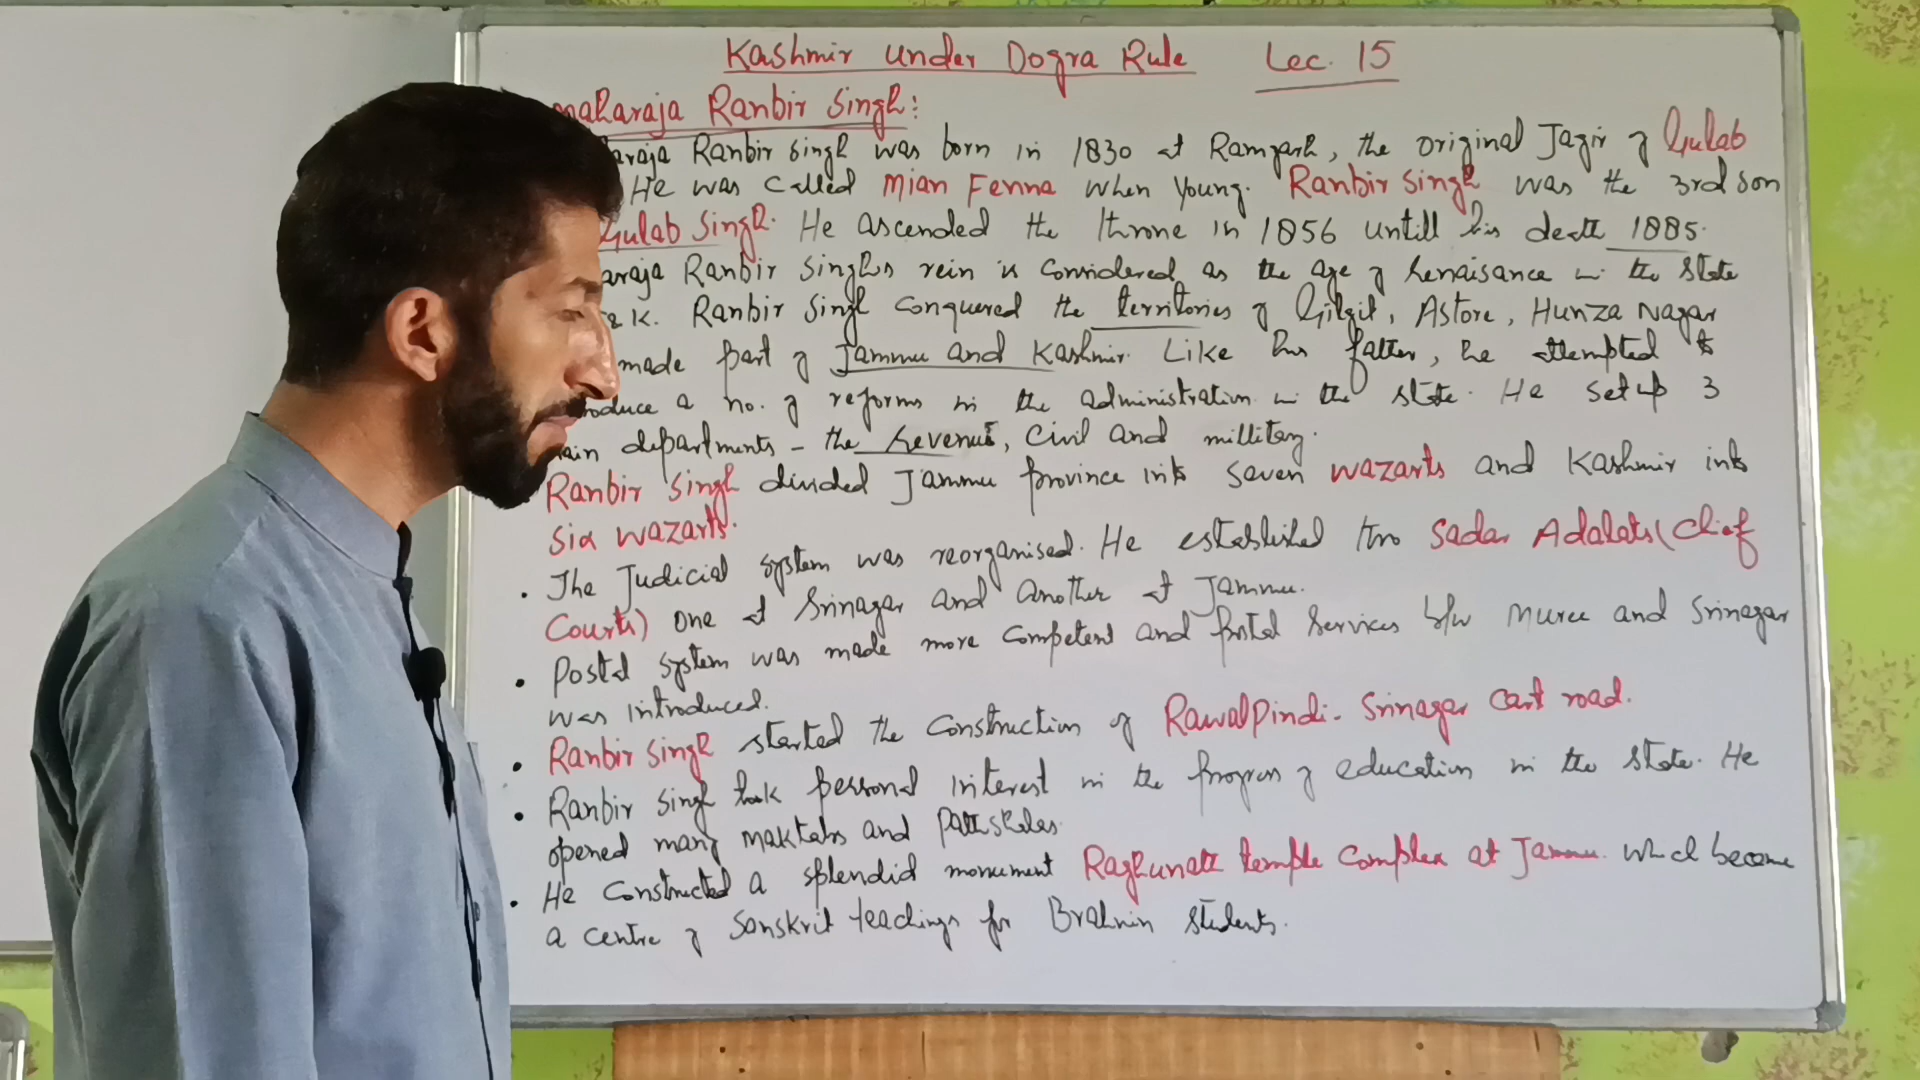 Kashmir under Dogra Rule Lec. 15
maharaja Ranbir Singh:
araja Ranbir Singh was born in 1830 at Ramgarh, the original Jagir of Gulab
He was called Mian Fenna when young. Ranbir Singh was the 3rd son
Gulab Singh. He ascended the throne in 1856 untill his death 1885.
araja Ranbir Singhs rein is considered as the age of renaisance in the State
& K. Ranbir Singh conquered the territories of Gilgit, Astore, Hunza Nagar
made part of Jammu and Kashmir. Like his father, he attempted to
roduce a no. of reforms in the administration in the state. He setup 3
ain departments - the revenue, civil and millitary.
Ranbir Singh divided Jammu province into seven wazarts and Kashmir into
six wazarts.
• The Judicial system was reorganised. He established two Sadar Adalats (Chief
Courts) one at Srinagar and another at Jammu.
• Postal system was made more competent and postal services b/w Muree and Srinagar
was introduced.
• Ranbir Singh started the construction of Rawalpindi - Srinagar cart road.
• Ranbir Singh took personal interest in the progress of education in the state. He
opened many maktabs and Pathshalas.
• He constructed a splendid monument Raghunath temple complex at Jammu. which became
a centre of Sanskrit teachings for Brahmin students.